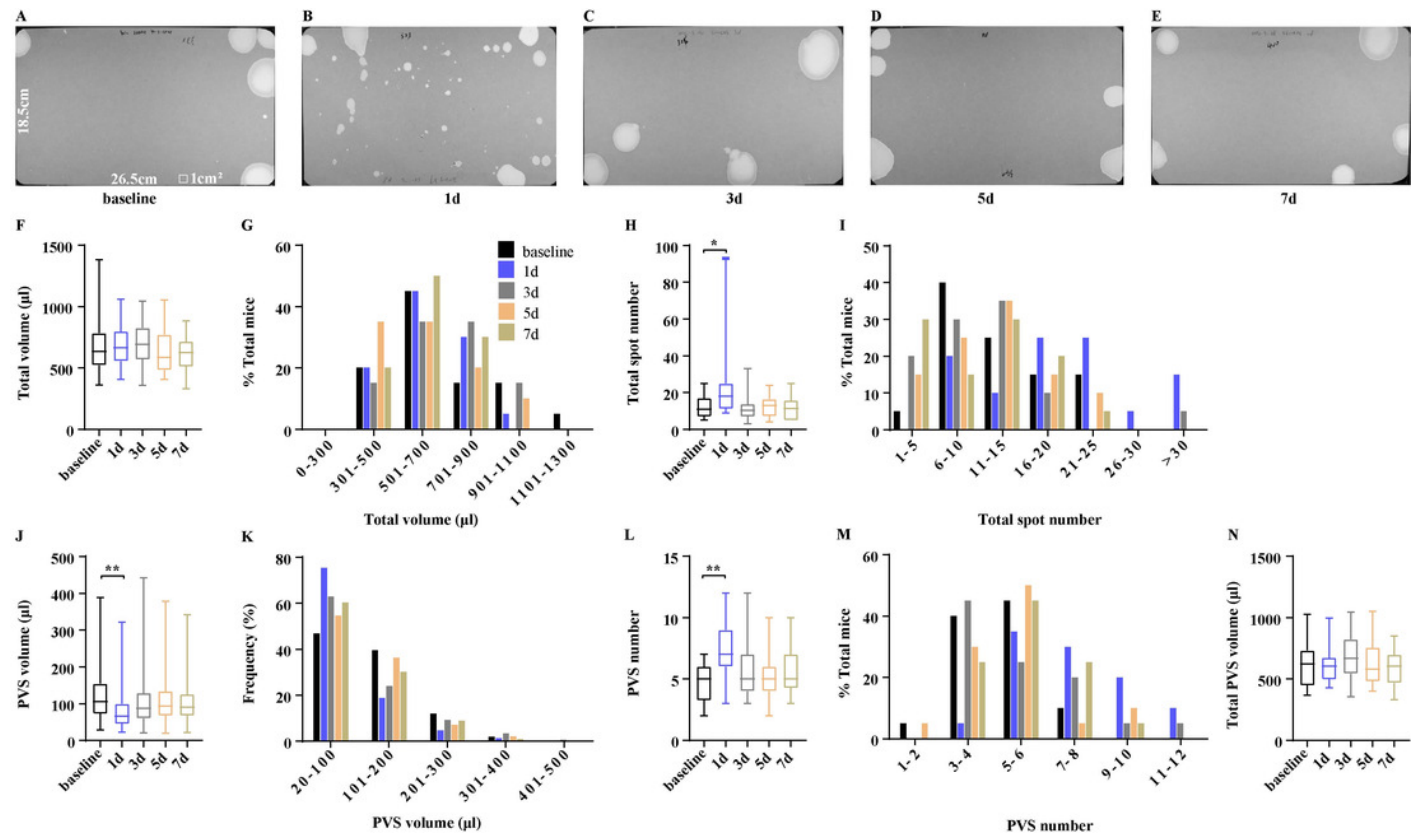 A B C D E
18.5cm
26.5cm 1cm²
baseline 1d 3d 5d 7d
F G H I
Total volume (µl)
1500
1000
500
0
baseline 1d 3d 5d 7d
% Total mice
60
40
20
0
baseline
1d
3d
5d
7d
0-300 301-500 501-700 701-900 901-1100 1101-1300
Total volume (µl)
Total spot number
100
80
60
40
20
0
*
baseline 1d 3d 5d 7d
% Total mice
50
40
30
20
10
0
1-5 6-10 11-15 16-20 21-25 26-30 >30
Total spot number
J K L M N
PVS volume (µl)
500
400
300
200
100
0
**
baseline 1d 3d 5d 7d
Frequency (%)
80
60
40
20
0
20-100 101-200 201-300 301-400 401-500
PVS volume (µl)
PVS number
15
10
5
0
**
baseline 1d 3d 5d 7d
% Total mice
60
40
20
0
1-2 3-4 5-6 7-8 9-10 11-12
PVS number
Total PVS volume (µl)
1500
1000
500
0
baseline 1d 3d 5d 7d